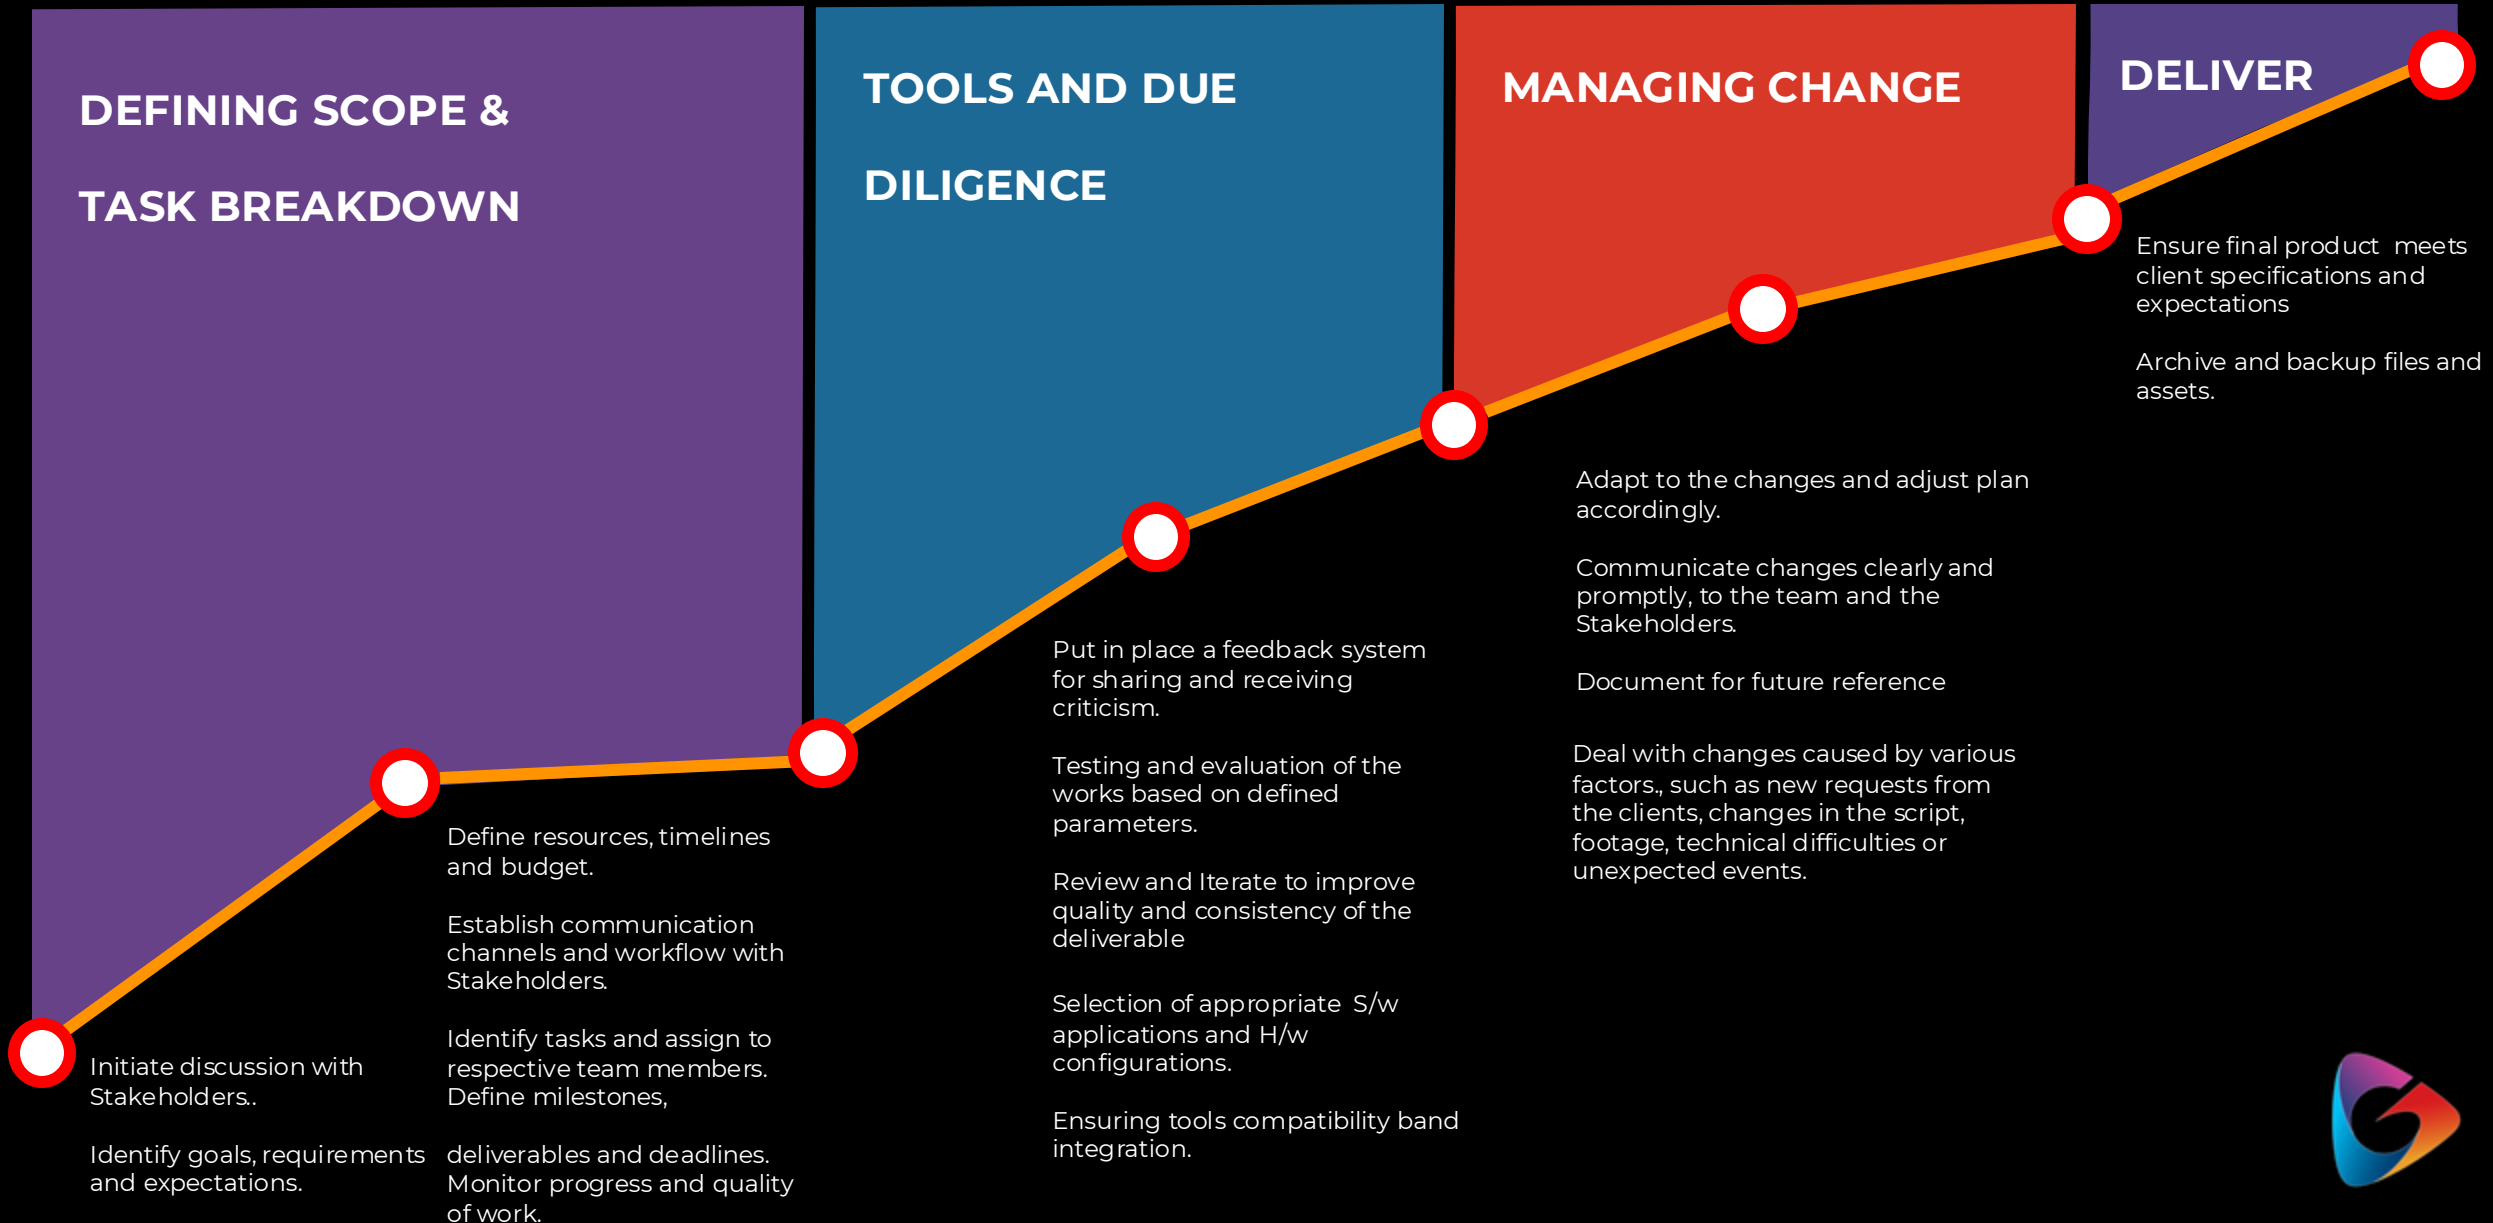 DEFINING SCOPE &
TASK BREAKDOWN
Initiate discussion with
Stakeholders..
Identify goals, requirements
and expectations.
Define resources, timelines
and budget.
Establish communication
channels and workflow with
Stakeholders.
Identify tasks and assign to
respective team members.
Define milestones,
deliverables and deadlines.
Monitor progress and quality
of work.
TOOLS AND DUE
DILIGENCE
Put in place a feedback system
for sharing and receiving
criticism.
Testing and evaluation of the
works based on defined
parameters.
Review and Iterate to improve
quality and consistency of the
deliverable
Selection of appropriate S/w
applications and H/w
configurations.
Ensuring tools compatibility band
integration.
MANAGING CHANGE
Adapt to the changes and adjust plan
accordingly.
Communicate changes clearly and
promptly, to the team and the
Stakeholders.
Document for future reference
Deal with changes caused by various
factors., such as new requests from
the clients, changes in the script,
footage, technical difficulties or
unexpected events.
DELIVER
Ensure final product meets
client specifications and
expectations
Archive and backup files and
assets.